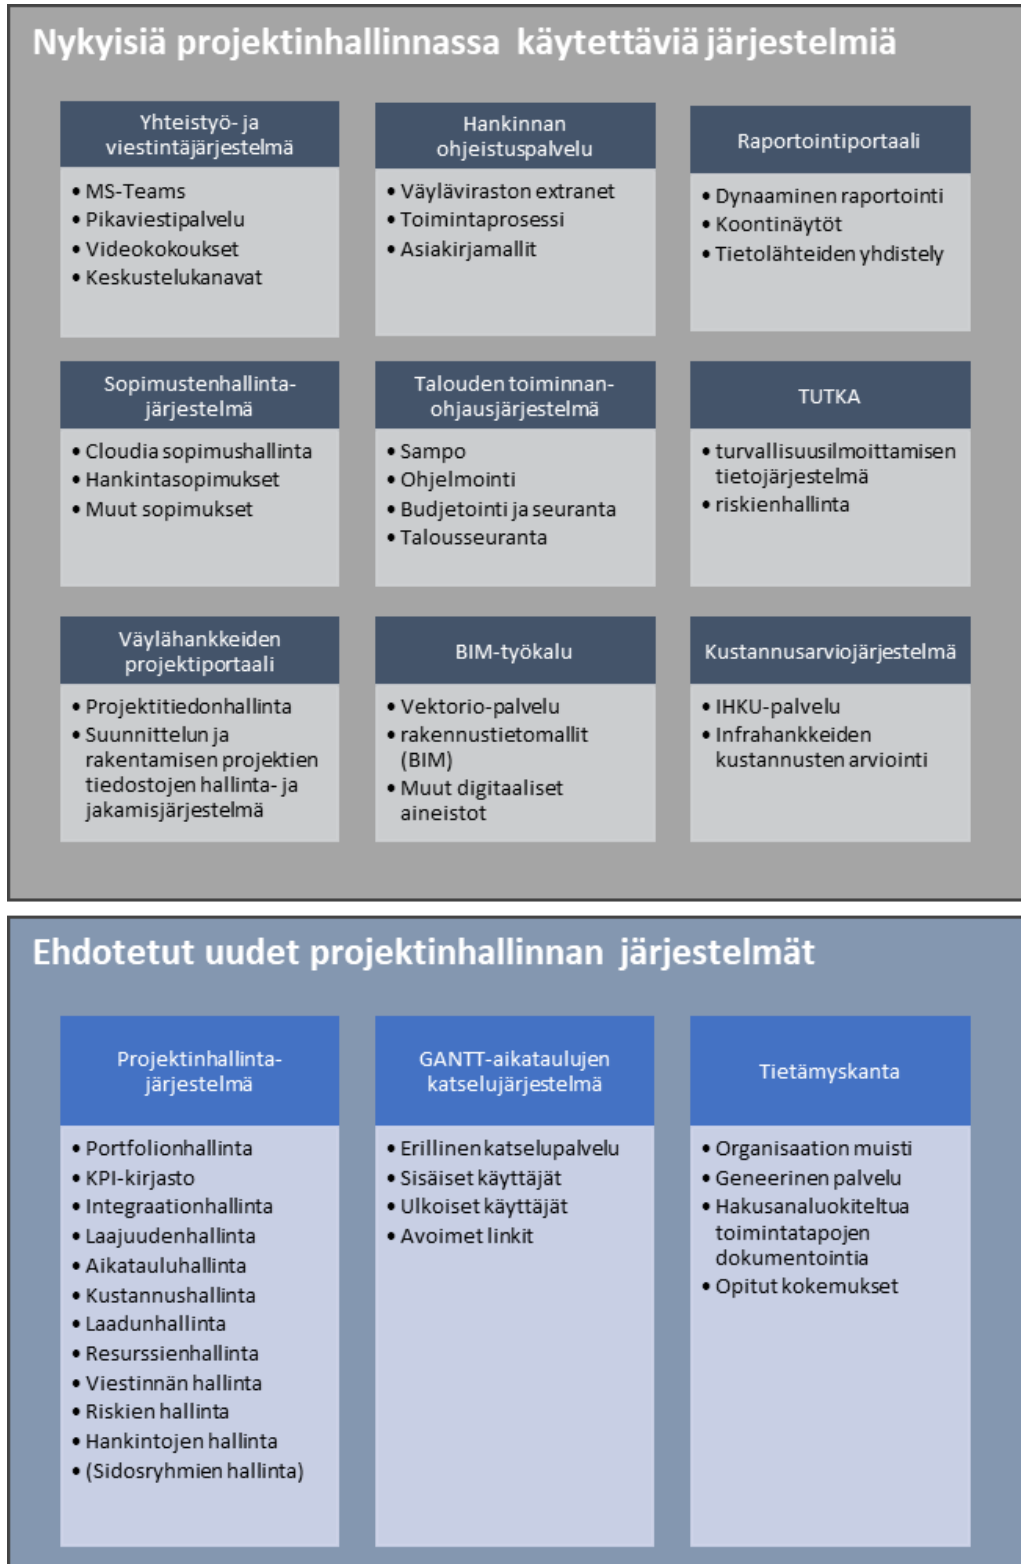 Nykyisiä projektinhallinnassa käytettäviä järjestelmiä
Yhteistyö- ja
viestintäjärjestelmä
• MS-Teams
• Pikaviestipalvelu
• Videokokoukset
• Keskustelukanavat
Hankinnan
ohjeistuspalvelu
• Väyläviraston extranet
• Toimintaprosessi
• Asiakirjamallit
Raportointiportaali
• Dynaaminen raportointi
• Koontinäytöt
• Tietolähteiden yhdistely
Sopimustenhallinta-
järjestelmä
• Cloudia sopimushallinta
• Hankintasopimukset
• Muut sopimukset
Talouden toiminnan-
ohjausjärjestelmä
• Sampo
• Ohjelmointi
• Budjetointi ja seuranta
• Talousseuranta
TUTKA
• turvallisuusilmoittamisen
tietojärjestelmä
• riskienhallinta
Väylähankkeiden
projektiportaali
• Projektitiedonhallinta
• Suunnittelun ja
rakentamisen projektien
tiedostojen hallinta- ja
jakamisjärjestelmä
BIM-työkalu
• Vektorio-palvelu
• rakennustietomallit
(BIM)
• Muut digitaaliset
aineistot
Kustannusarviojärjestelmä
• IHKU-palvelu
• Infrahankkeiden
kustannusten arviointi
Ehdotetut uudet projektinhallinnan järjestelmät
Projektinhallinta-
järjestelmä
• Portfolionhallinta
• KPI-kirjasto
• Integraationhallinta
• Laajuudenhallinta
• Aikatauluhallinta
• Kustannushallinta
• Laadunhallinta
• Resurssienhallinta
• Viestinnän hallinta
• Riskien hallinta
• Hankintojen hallinta
• (Sidosryhmien hallinta)
GANTT-aikataulujen
katselujärjestelmä
• Erillinen katselupalvelu
• Sisäiset käyttäjät
• Ulkoiset käyttäjät
• Avoimet linkit
Tietämyskanta
• Organisaation muisti
• Geneerinen palvelu
• Hakusanaluokiteltua
toimintatapojen
dokumentointia
• Opitut kokemukset